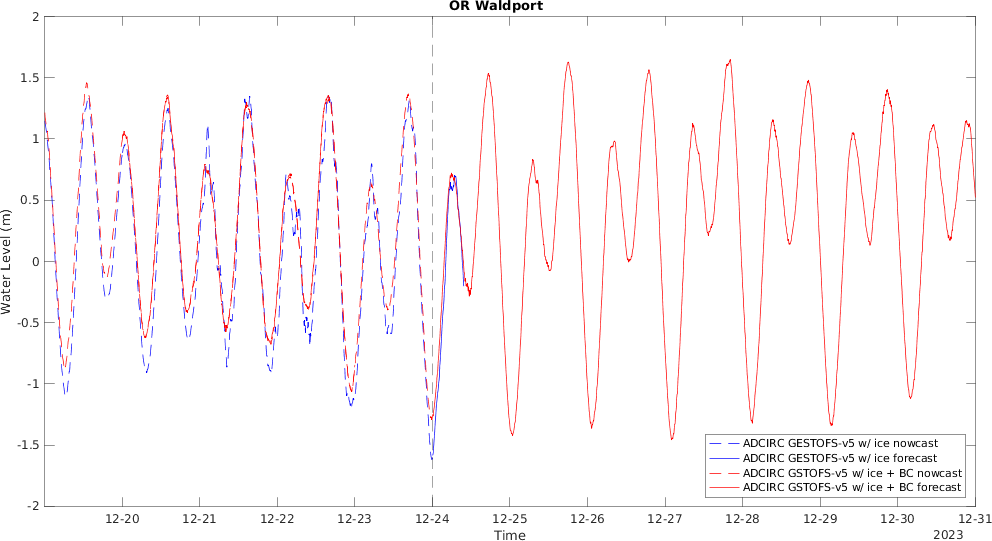 OR Waldport
2
1.5
1
0.5
0
-0.5
-1
-1.5
-2
Water Level (m)
12-20 12-21 12-22 12-23 12-24 12-25 12-26 12-27 12-28 12-29 12-30 12-31
Time
2023
ADCIRC GESTOFS-v5 w/ ice nowcast
ADCIRC GESTOFS-v5 w/ ice forecast
ADCIRC GSTOFS-v5 w/ ice + BC nowcast
ADCIRC GSTOFS-v5 w/ ice + BC forecast